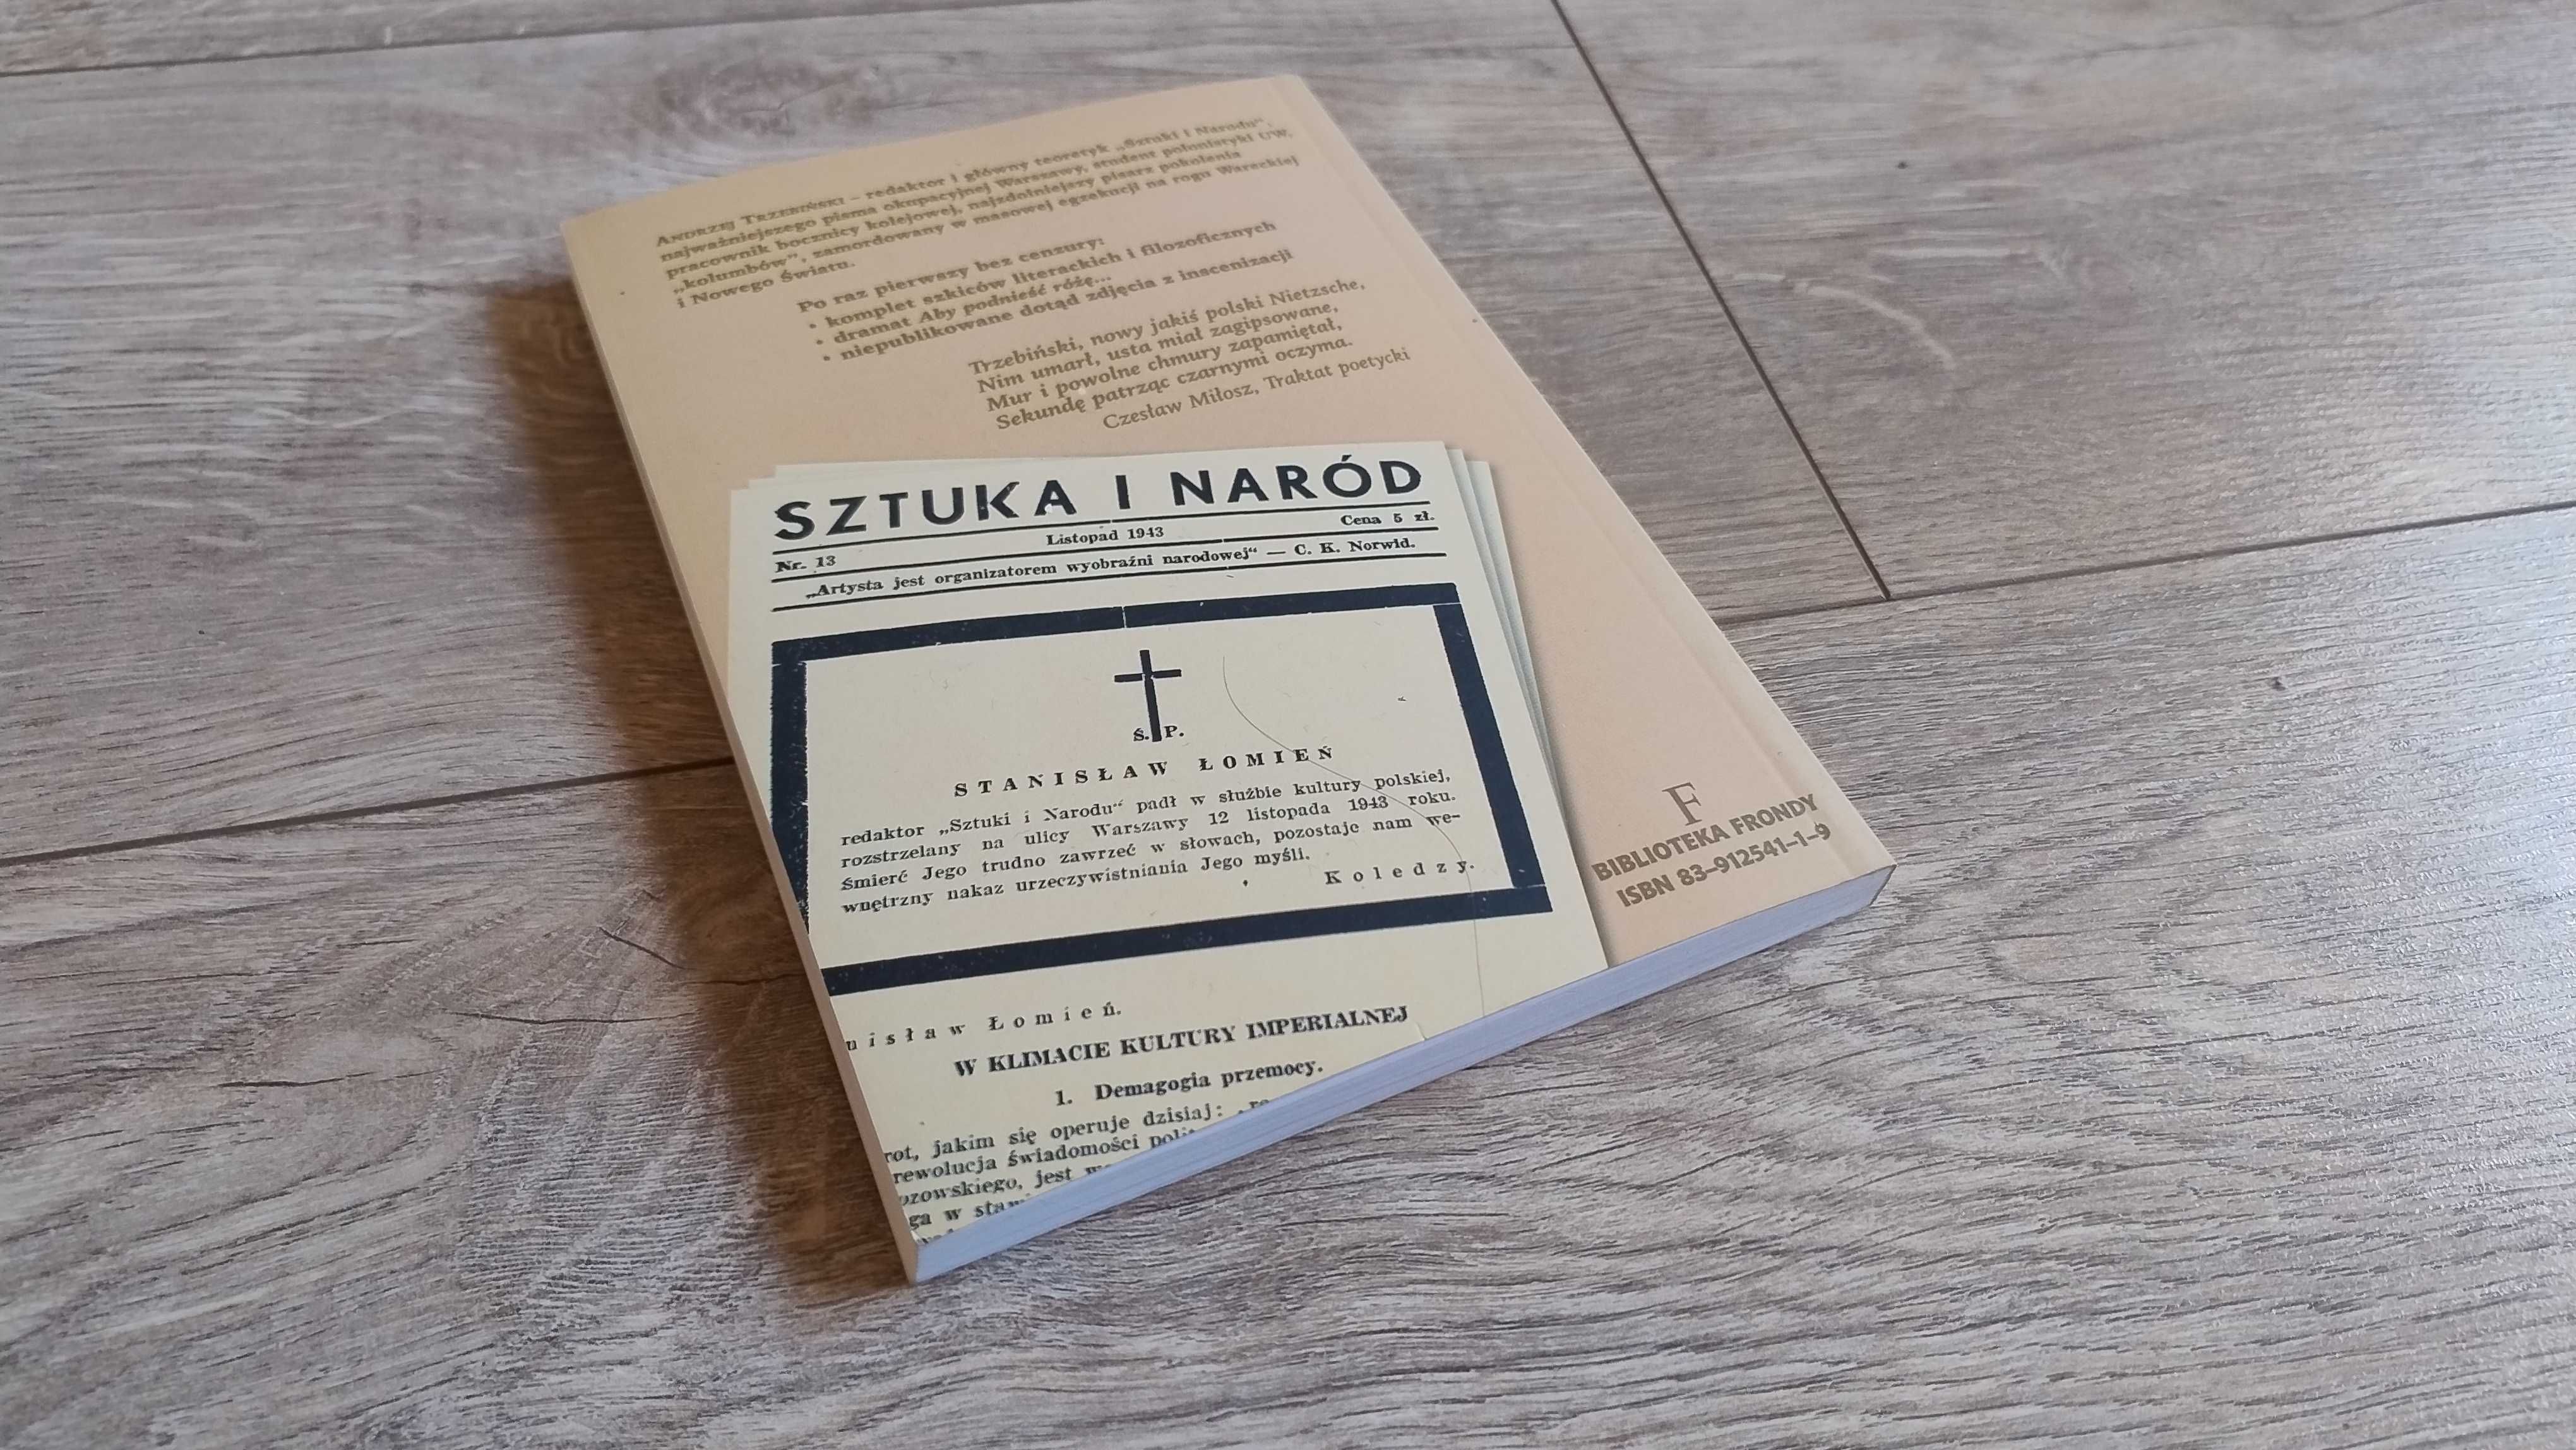 ANDRZEJ TRZEBIŃSKI – redaktor i główny teoretyk „Sztuki i Narodu”,
najważniejszego pisma okupacyjnej Warszawy, student polonistyki UW,
pracownik bocznicy kolejowej, najzdolniejszy pisarz pokolenia
„kolumbów”, zamordowany w masowej egzekucji na rogu Wareckiej
i Nowego Światu.
Po raz pierwszy bez cenzury:
• komplet szkiców literackich i filozoficznych
• dramat Aby podnieść różę...
• niepublikowane dotąd zdjęcia z inscenizacji
Trzebiński, nowy jakiś polski Nietzsche,
Nim umarł, usta miał zagipsowane,
Mur i powolne chmury zapamiętał,
Sekundę patrząc czarnymi oczyma.
Czesław Miłosz, Traktat poetycki
SZTUKA I NARÓD
Nr. 13 Listopad 1943 Cena 5 zł.
„Artysta jest organizatorem wyobraźni narodowej“ — C. K. Norwid.
Ś. P.
STANISŁAW ŁOMIEŃ
redaktor „Sztuki i Narodu“ padł w służbie kultury polskiej,
rozstrzelany na ulicy Warszawy 12 listopada 1943 roku.
Śmierć Jego trudno zawrzeć w słowach, pozostaje nam we-
wnętrzny nakaz urzeczywistniania Jego myśli.
Koledzy.
nisław Łomień.
W KLIMACIE KULTURY IMPERIALNEJ
1. Demagogia przemocy.
rot, jakim się operuje dzisiaj:
rewolucja świadomości
ozowskiego, jest
ga w
F
BIBLIOTEKA FRONDY
ISBN 83-912541-1-9